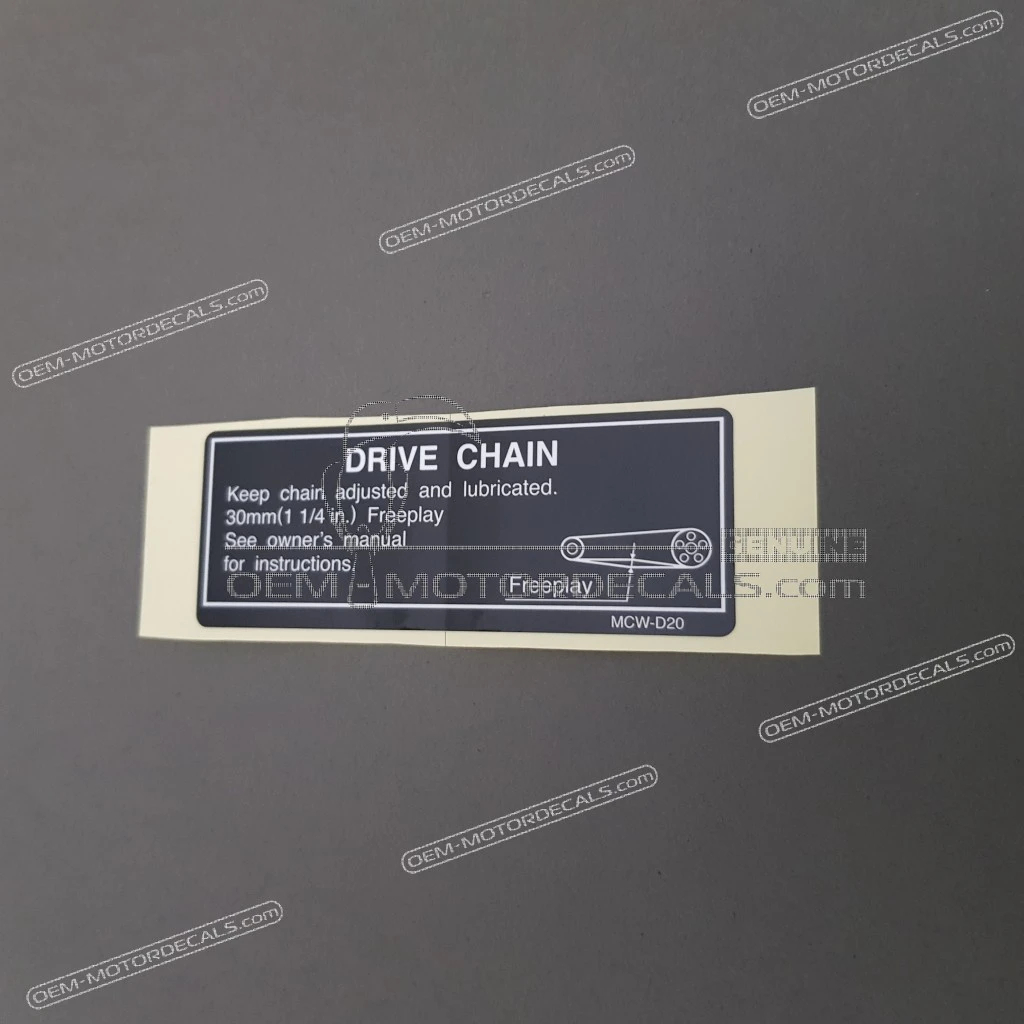 OEM-MOTORDECALS.com
OEM-MOTORDECALS.com
OEM-MOTORDECALS.com
DRIVE CHAIN
Keep chain adjusted and lubricated.
30mm(1 1/4 in.) Freeplay
See owner's manual
for instructions.
GENUINE
OEM-MOTORDECALS.com
Freeplay
MCW-D20
OEM-MOTORDECALS.com
OEM-MOTORDECALS.com
OEM-MOTORDECALS.com